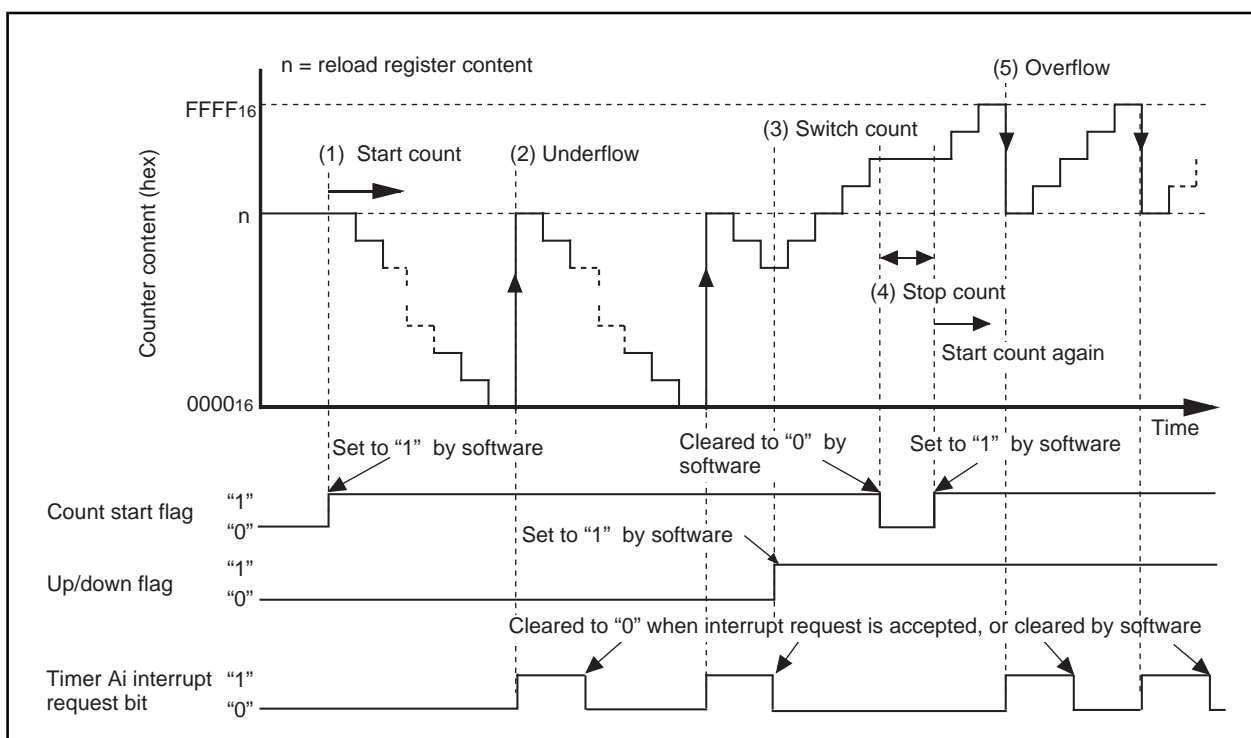 n = reload register content
(5) Overflow
FFFF16
(3) Switch count
(1) Start count
(2) Underflow
n
Counter content (hex)
(4) Stop count
Start count again
000016
Time
Set to “1” by software
Cleared to “0” by
software
Set to “1” by software
Count start flag
“1”
“0”
Set to “1” by software
Up/down flag
“1”
“0”
Cleared to “0” when interrupt request is accepted, or cleared by software
Timer Ai interrupt
request bit
“1”
“0”